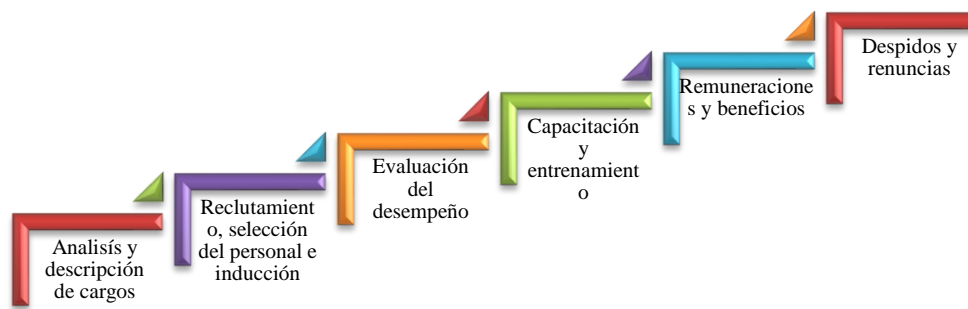 Analisís y
descripción
de cargos
Reclutamient
o, selección
del personal e
inducción
Evaluación
del
desempeño
Capacitación
y
entrenamient
o
Remuneracione
s y beneficios
Despidos y
renuncias